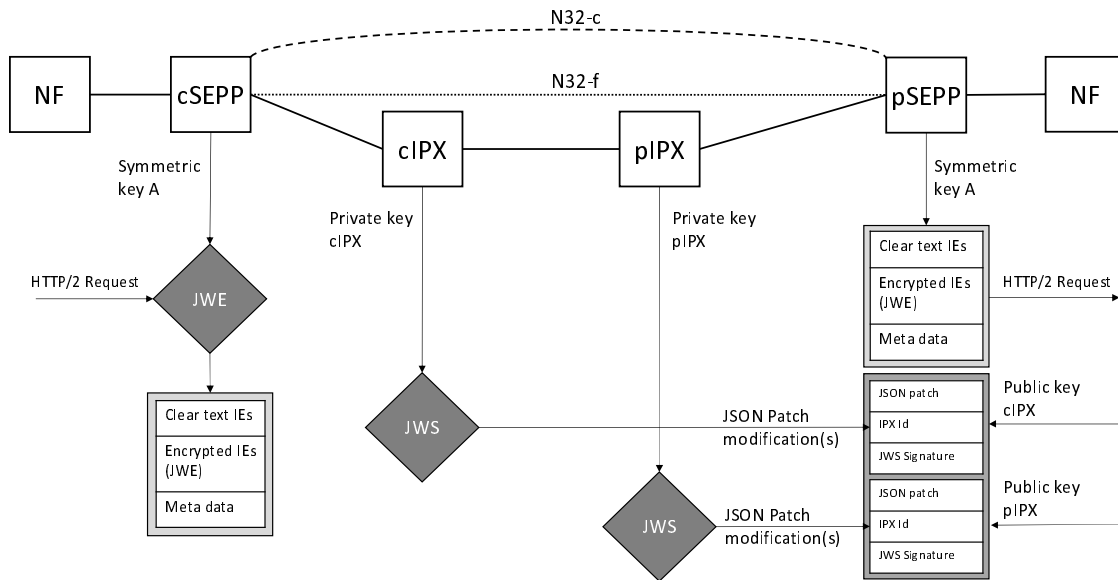 N32-c
NF
cSEPP
N32-f
pSEPP
NF
cIPX
pIPX
Symmetric
key A
Private key
cIPX
Private key
pIPX
Symmetric
key A
HTTP/2 Request
JWE
Clear text IEs
Encrypted IEs
(JWE)
Meta data
HTTP/2 Request
Clear text IEs
Encrypted IEs
(JWE)
Meta data
JWS
JSON Patch
modification(s)
JSON patch
IPX Id
JWS Signature
Public key
cIPX
JWS
JSON Patch
modification(s)
JSON patch
IPX Id
JWS Signature
Public key
pIPX